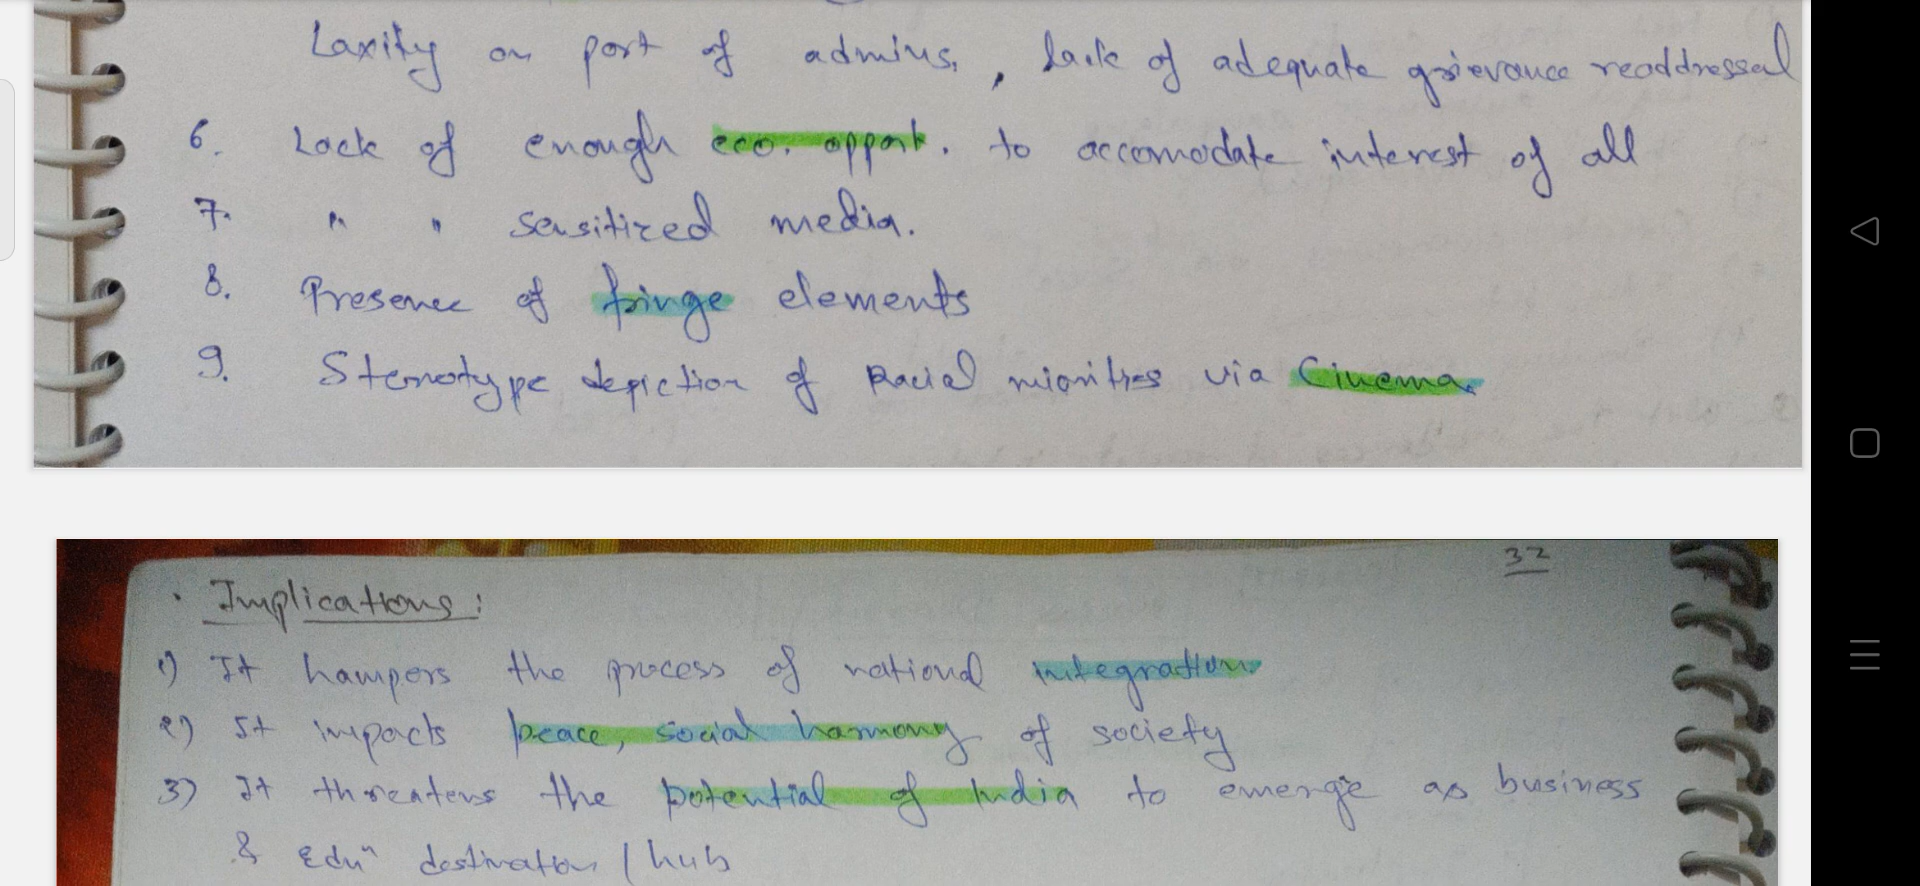 Laxity on part of admins. , lack of adequate grievance readdressal
6. Lack of enough eco. opport. to accomodate interest of all
7. " " sensitized media.
8. Presence of fringe elements
9. Stereotype depiction of Racial miorities via Cinema.
32
. Implications :
1) It hampers the process of national integration
2) It impacts peace, social harmony of society
3) It threatens the potential of India to emerge as business
& Eduⁿ destination / hub